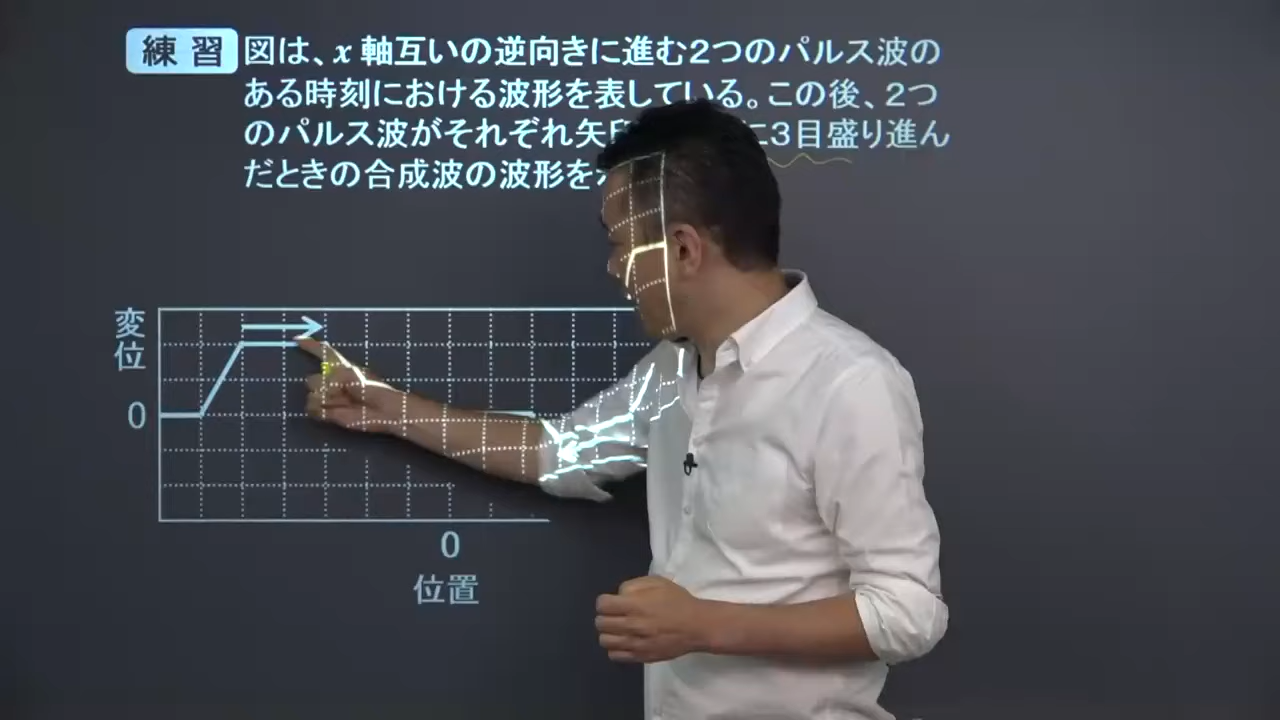 練習 図は、x 軸互いの逆向きに進む2つのパルス波の
ある時刻における波形を表している。この後、2つ
のパルス波がそれぞれ矢 に3目盛り進ん
だときの合成波の波形を
変位
0
0
位置